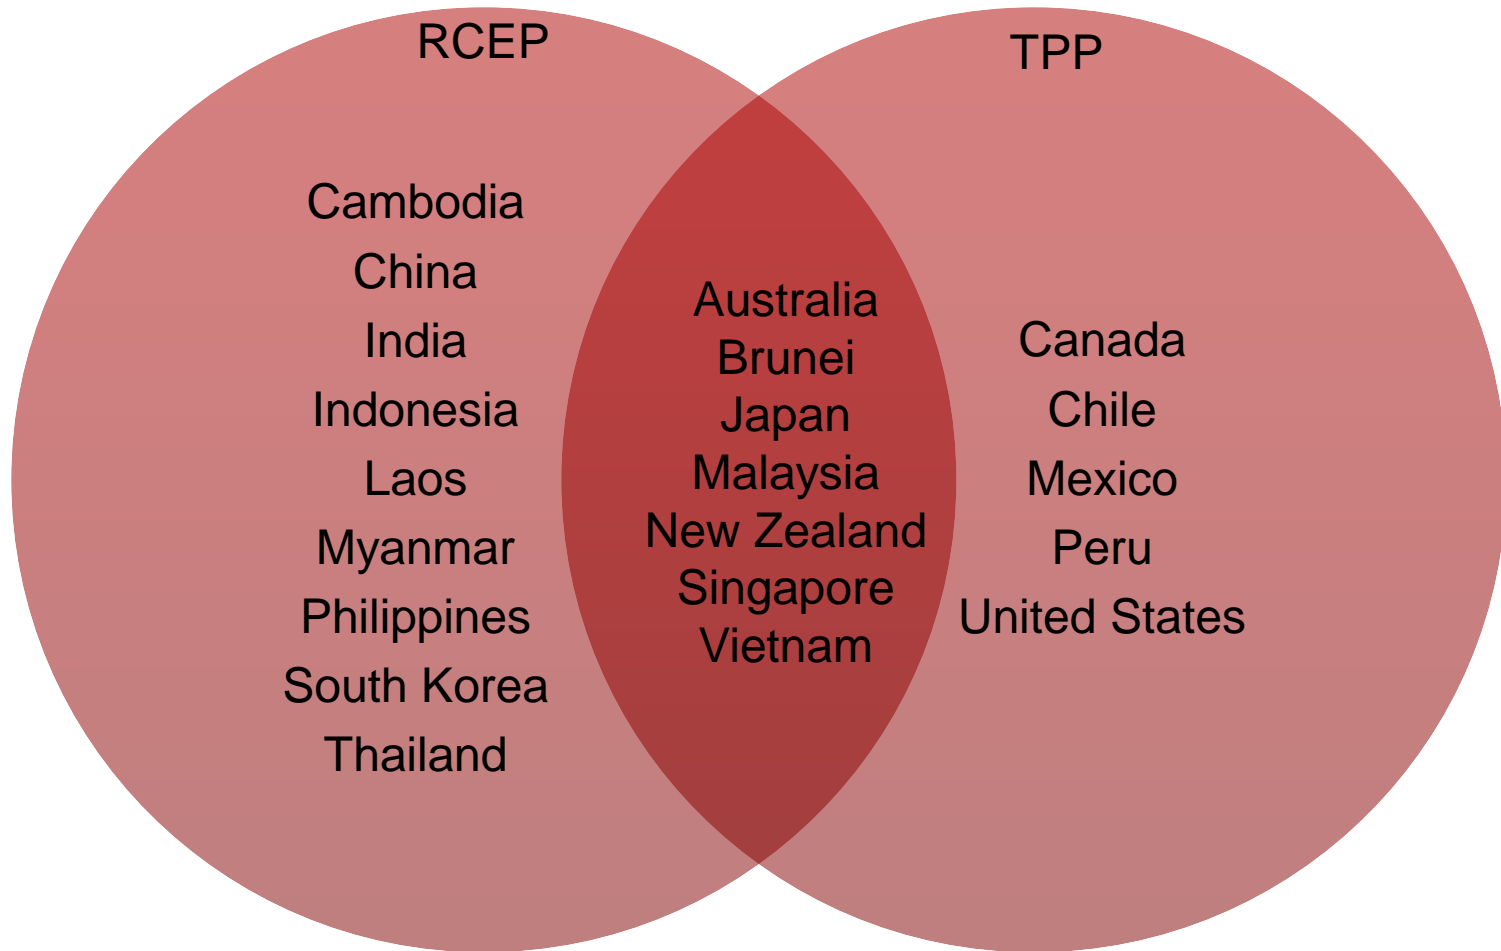 RCEP
TPP
Cambodia
China
India
Indonesia
Laos
Myanmar
Philippines
South Korea
Thailand
Australia
Brunei
Japan
Malaysia
New Zealand
Singapore
Vietnam
Canada
Chile
Mexico
Peru
United States